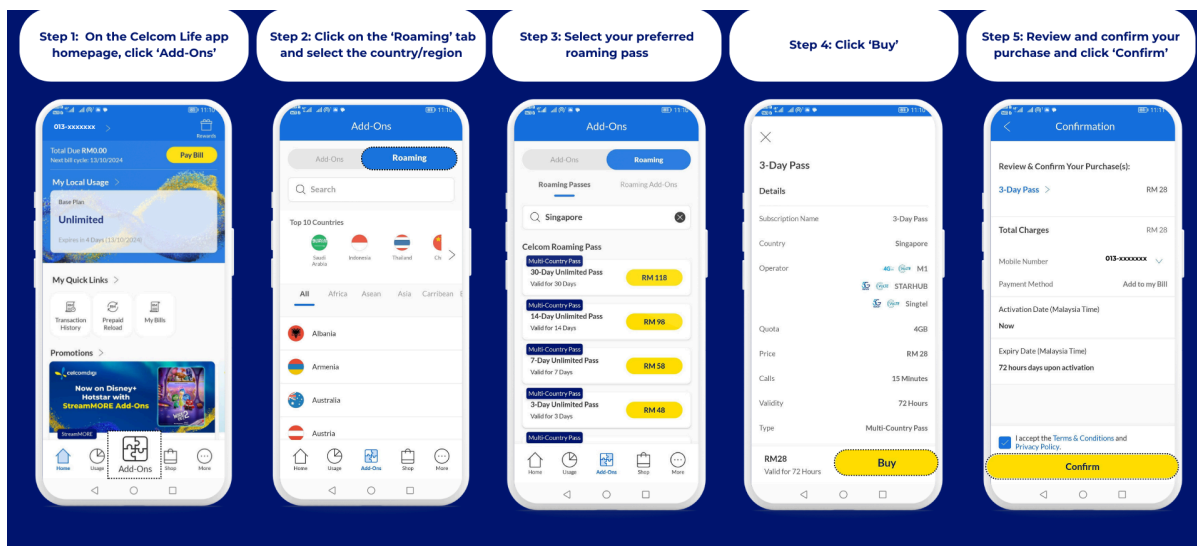 Step 1: On the Celcom Life app
homepage, click ‘Add-Ons’
Step 2: Click on the ‘Roaming’ tab
and select the country/region
Step 3: Select your preferred
roaming pass
Step 4: Click ‘Buy’
Step 5: Review and confirm your
purchase and click ‘Confirm’
013-xxxxxxx
Rewards
Total Due RM0.00
Next bill cycle: 13/10/2024
Pay Bill
My Local Usage
Base Plan
Unlimited
Expires in 4 Days (13/10/2024)
My Quick Links
Transaction
History
Prepaid
Reload
My Bills
Promotions
celcomdigi
Now on Disney+
Hotstar with
StreamMORE Add-Ons
StreamMORE
Home
Usage
Add-Ons
Shop
More
Add-Ons
Add-Ons
Roaming
Search
Top 10 Countries
Saudi
Arabia
Indonesia
Thailand
Ch
All Africa Asean Asia Carribean
Albania
Armenia
Australia
Austria
Home
Usage
Add-Ons
Shop
More
Add-Ons
Add-Ons
Roaming
Roaming Passes
Roaming Add-Ons
Singapore
Celcom Roaming Pass
Multi-Country Pass
30-Day Unlimited Pass
Valid for 30 Days
RM 118
Multi-Country Pass
14-Day Unlimited Pass
Valid for 14 Days
RM 98
Multi-Country Pass
7-Day Unlimited Pass
Valid for 7 Days
RM 58
Multi-Country Pass
3-Day Unlimited Pass
Valid for 3 Days
RM 48
Multi-Country Pass
Home
Usage
Add-Ons
Shop
More
3-Day Pass
Details
Subscription Name 3-Day Pass
Country Singapore
Operator 4G M1
STARHUB
Singtel
Quota 4GB
Price RM 28
Calls 15 Minutes
Validity 72 Hours
Type Multi-Country Pass
RM28
Valid for 72 Hours
Buy
Confirmation
Review & Confirm Your Purchase(s):
3-Day Pass RM 28
Total Charges RM 28
Mobile Number 013-xxxxxxx
Payment Method Add to my Bill
Activation Date (Malaysia Time)
Now
Expiry Date (Malaysia Time)
72 hours days upon activation
I accept the Terms & Conditions and
Privacy Policy.
Confirm